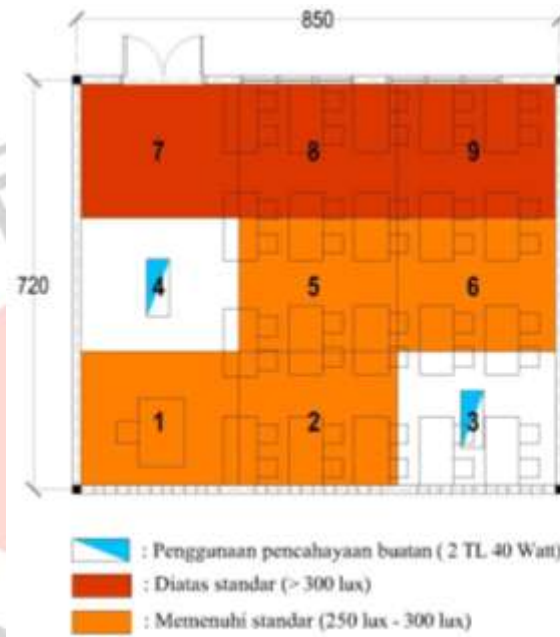 850
7 8 9
720
4 5 6
1 2 3
: Penggunaan pencahayaan buatan ( 2 TL 40 Watt)
: Diatas standar (> 300 lux)
: Memenuhi standar (250 lux - 300 lux)